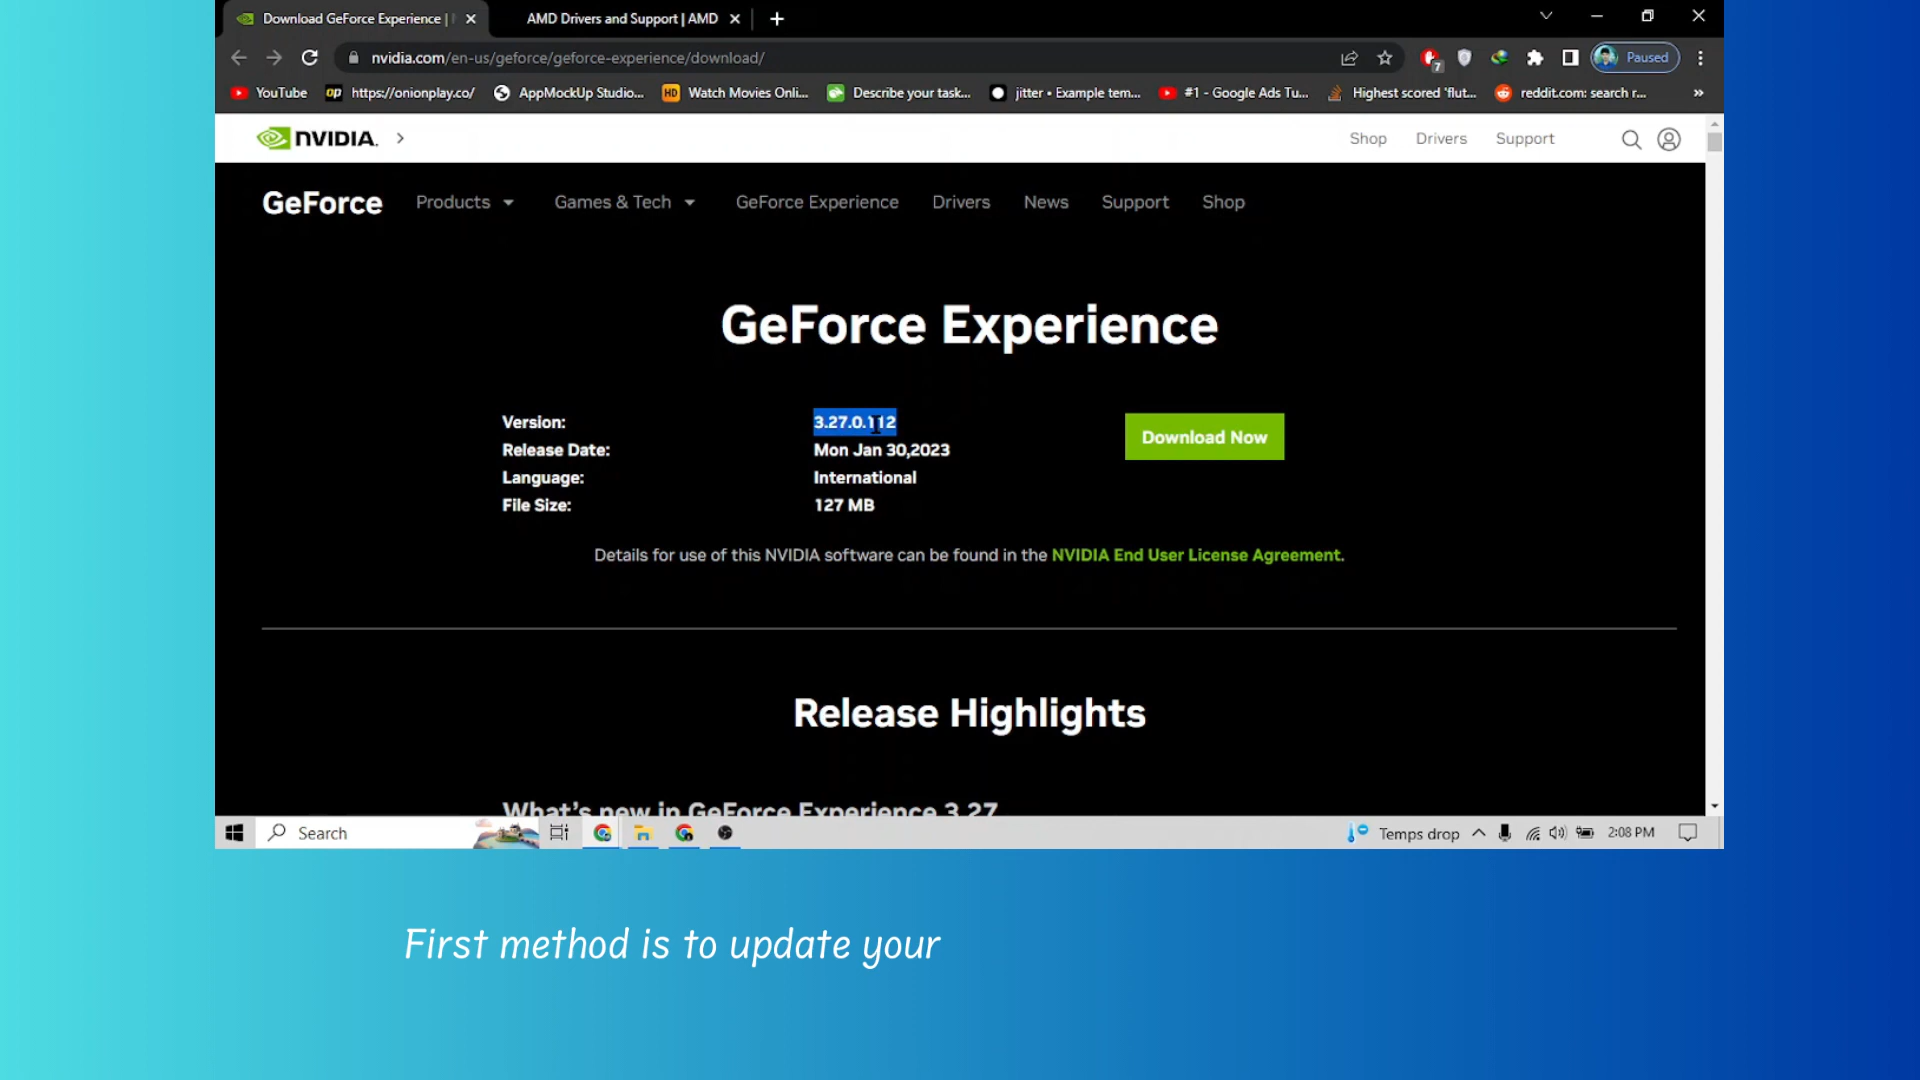 Download GeForce Experience |
AMD Drivers and Support | AMD
nvidia.com/en-us/geforce/geforce-experience/download/
7
Paused
YouTube
op https://onionplay.co/
AppMockUp Studio...
HD Watch Movies Onli...
Describe your task...
jitter • Example tem...
#1 - Google Ads Tu...
Highest scored 'flut...
reddit.com: search r...
NVIDIA.
Shop Drivers Support
GeForce Products Games & Tech GeForce Experience Drivers News Support Shop
GeForce Experience
Version: 3.27.0.112
Release Date: Mon Jan 30,2023
Language: International
File Size: 127 MB
Download Now
Details for use of this NVIDIA software can be found in the NVIDIA End User License Agreement.
Release Highlights
What's new in GeForce Experience 3.27
Search
Temps drop
2:08 PM
First method is to update your